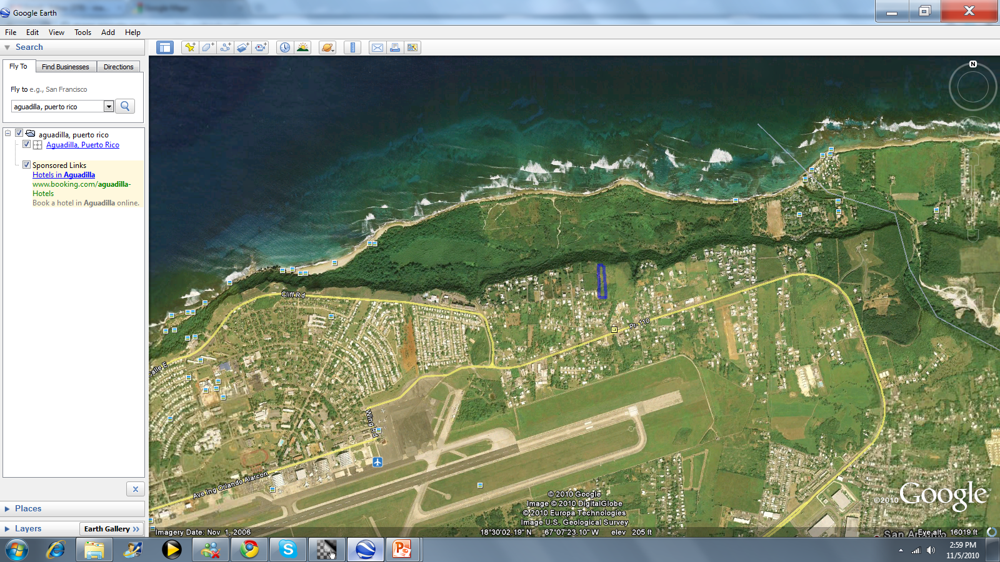 Google Earth
File Edit View Tools Add Help
Search
Fly To Find Businesses Directions
Fly to e.g., San Francisco
aguadilla, puerto rico
aguadilla, puerto rico
Aguadilla, Puerto Rico
Sponsored Links
Hotels in Aguadilla
www.booking.com/aguadilla-
Hotels
Book a hotel in Aguadilla online.
Places
Layers
Earth Gallery >>
N
Cliff Rd
Pr-110
Calle E
Wing Rd
Ave Ing Orlando Alarcon
© 2010 Google
Image © 2010 DigitalGlobe
© 2010 Europa Technologies
Image U.S. Geological Survey
©2010 Google™
Imagery Date: Nov 1, 2006
18°30'02.19" N 67°07'23.10" W elev 205 ft
Eye alt 16019 ft
2:59 PM
11/5/2010